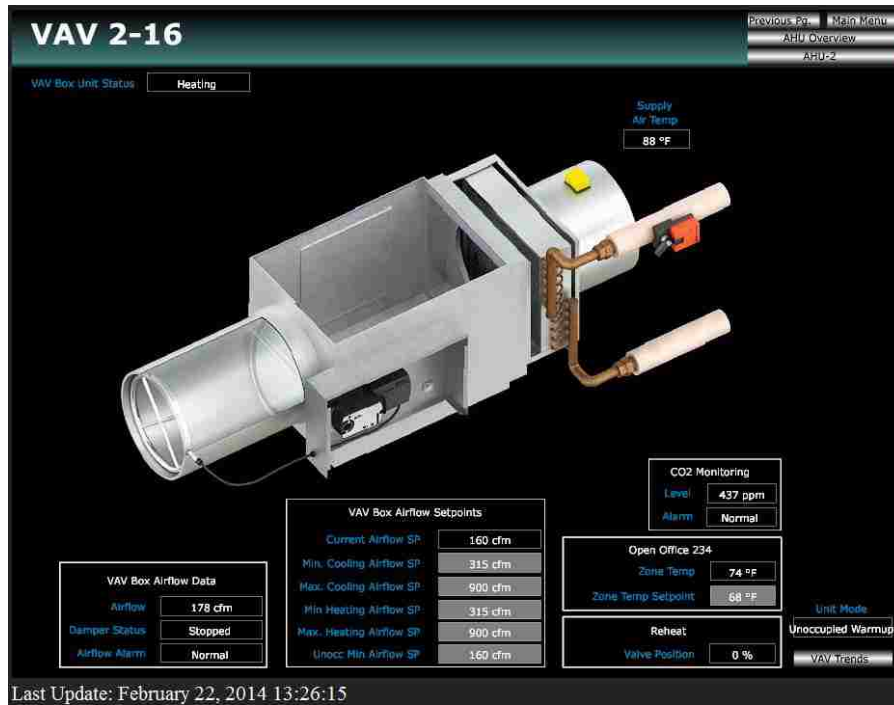 VAV 2-16
Previous Pg. Main Menu
AHU Overview
AHU-2
VAV Box Unit Status Heating
Supply
Air Temp
88 °F
CO2 Monitoring
Level 437 ppm
Alarm Normal
VAV Box Airflow Setpoints
Current Airflow SP 160 cfm
Min. Cooling Airflow SP 315 cfm
Max. Cooling Airflow SP 900 cfm
Min Heating Airflow SP 315 cfm
Max. Heating Airflow SP 900 cfm
Unocc Min Airflow SP 160 cfm
Open Office 234
Zone Temp 74 °F
Zone Temp Setpoint 68 °F
VAV Box Airflow Data
Airflow 178 cfm
Damper Status Stopped
Airflow Alarm Normal
Reheat
Valve Position 0 %
Unit Mode
Unoccupied Warmup
VAV Trends
Last Update: February 22, 2014 13:26:15